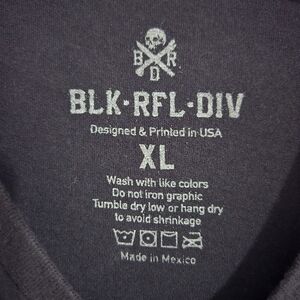 B R
D
BLK·RFL·DIV
Designed & Printed in USA
XL
Wash with like colors
Do not iron graphic
Tumble dry low or hang dry
to avoid shrinkage
Made in Mexico